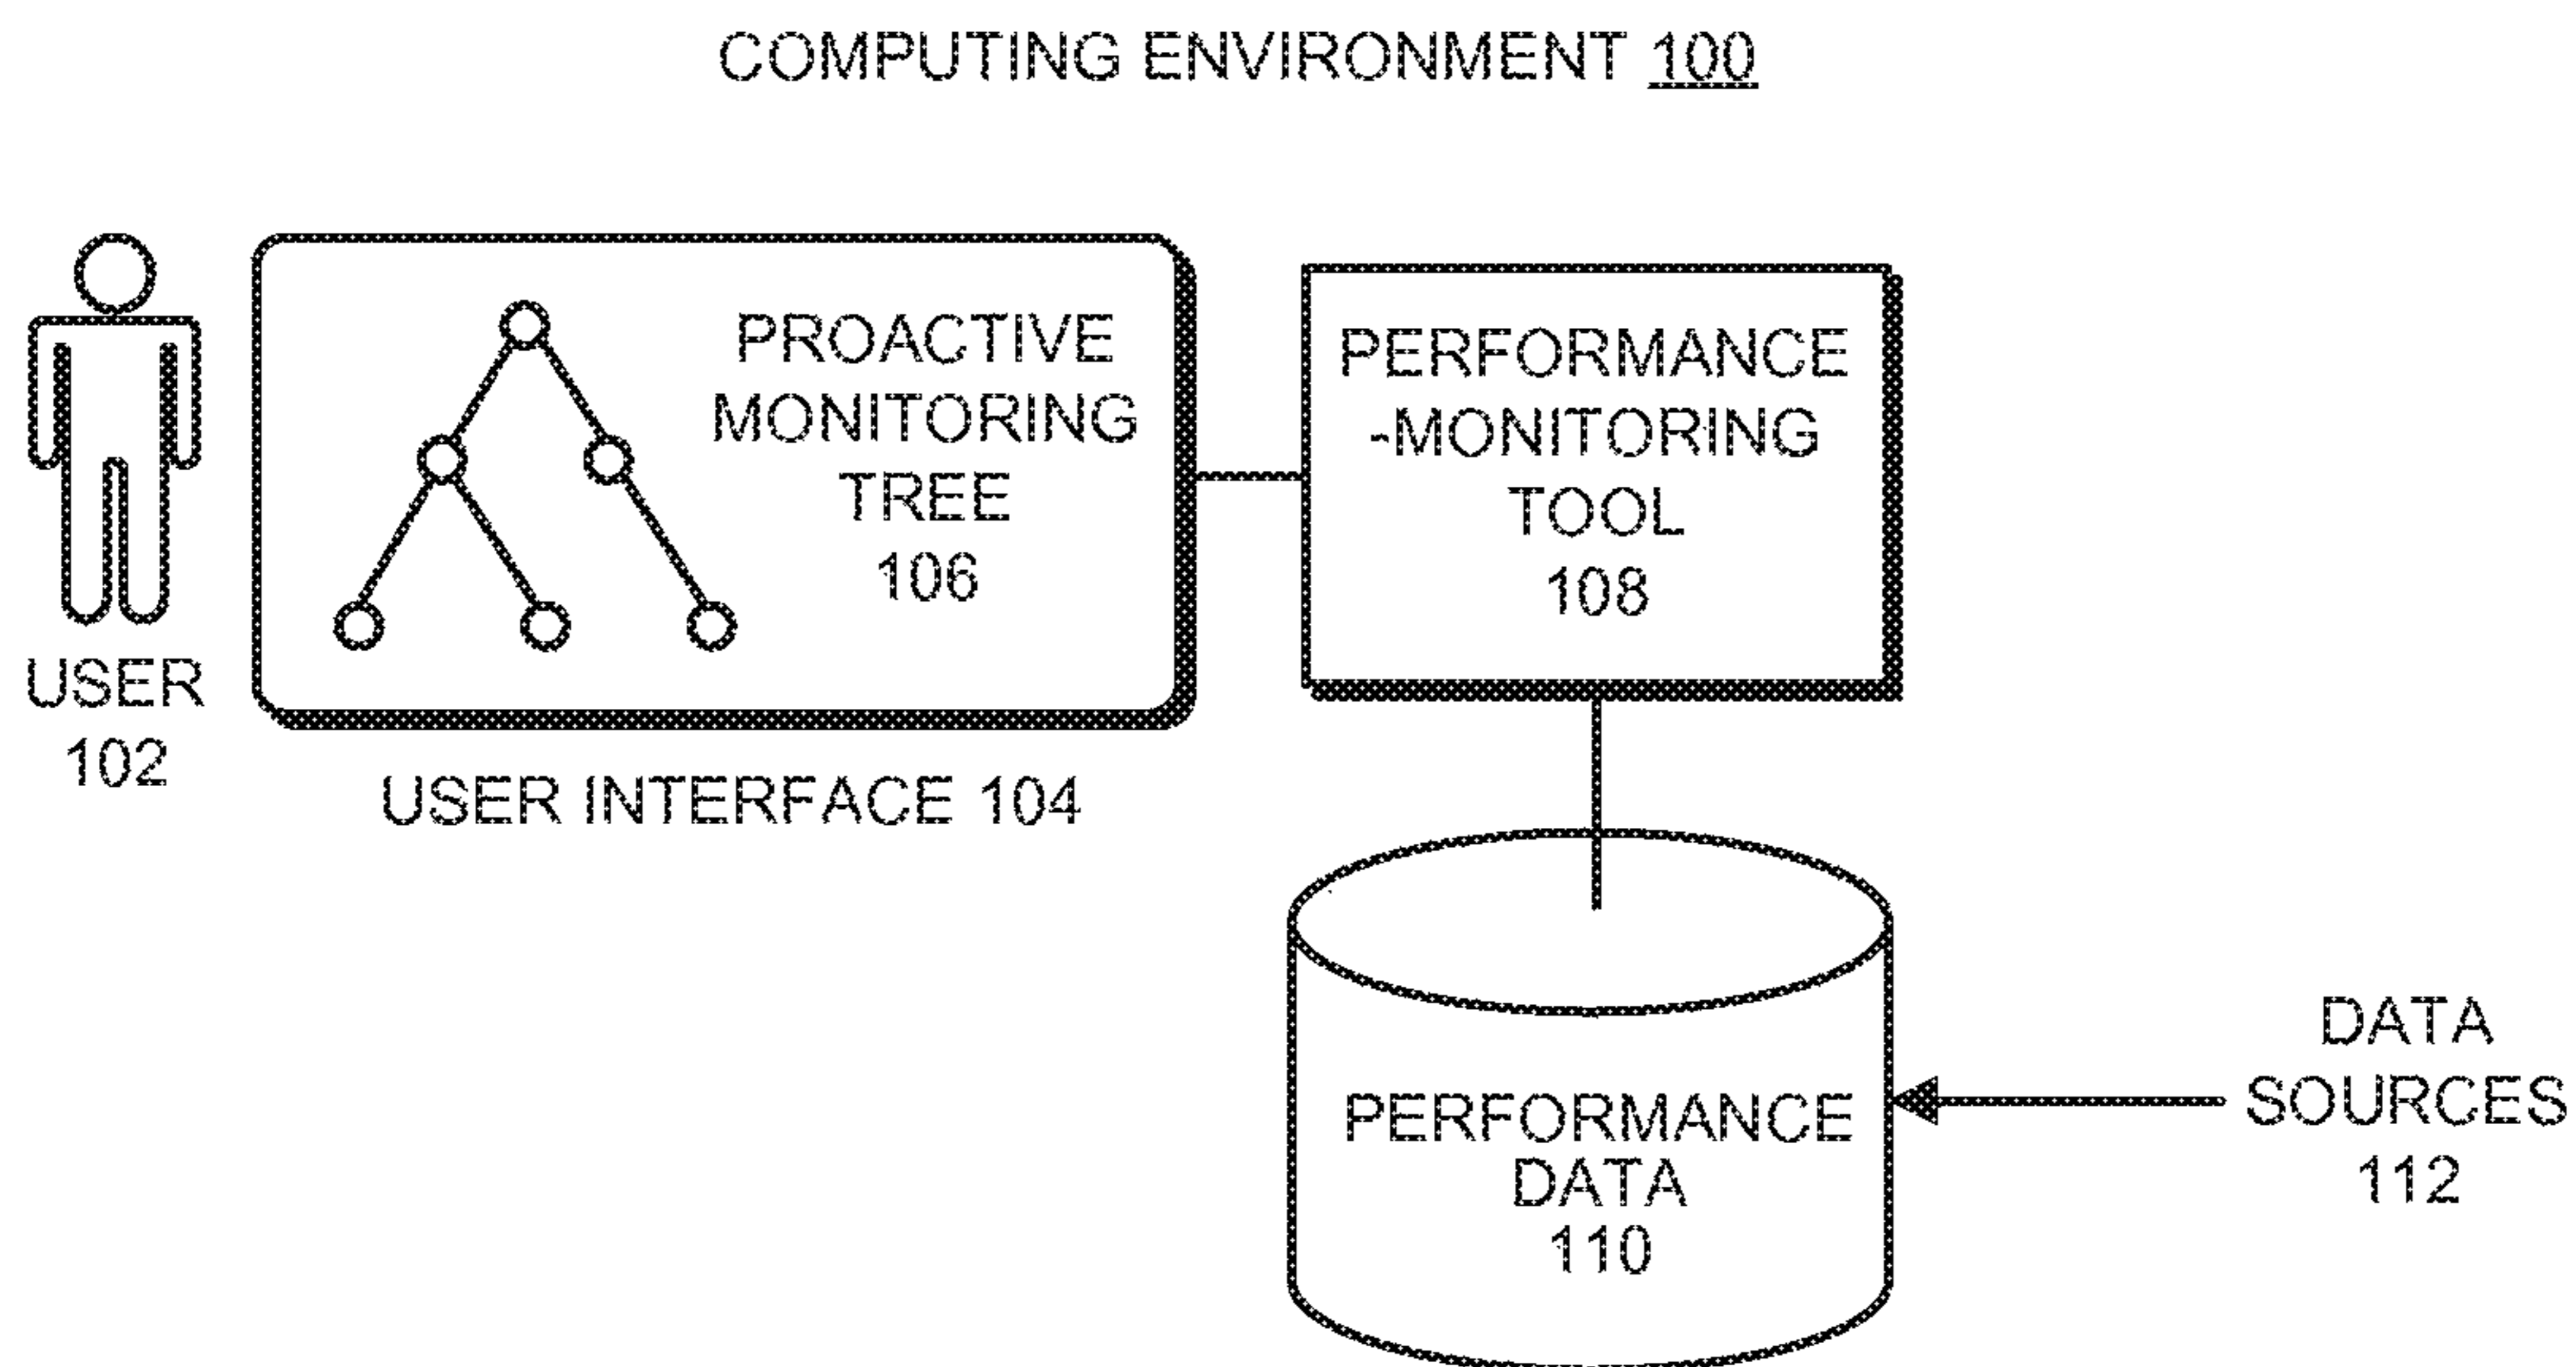 COMPUTING ENVIRONMENT 100
USER
102
PROACTIVE
MONITORING
TREE
106
USER INTERFACE 104
PERFORMANCE
-MONITORING
TOOL
108
PERFORMANCE
DATA
110
DATA
SOURCES
112